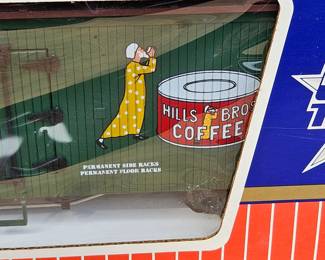 HILLS BROS
COFFEE
PERMANENT SIDE RACKS
PERMANENT FLOOR RACKS